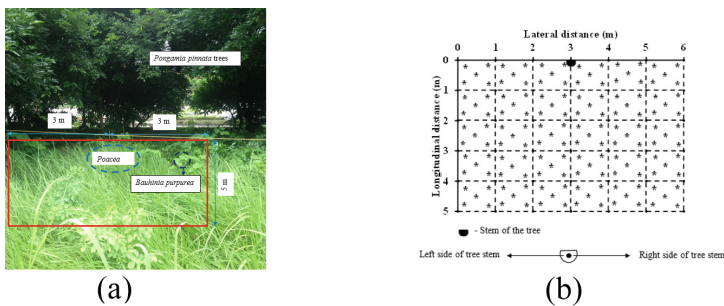 Pongamia pinnata trees
3 m
3 m
Poacea
Bauhinia purpurea
5 m
(a)
Lateral distance (m)
0 1 2 3 4 5 6
Longitudinal distance (m)
0
1
2
3
4
5
- Stem of the tree
Left side of tree stem
Right side of tree stem
(b)